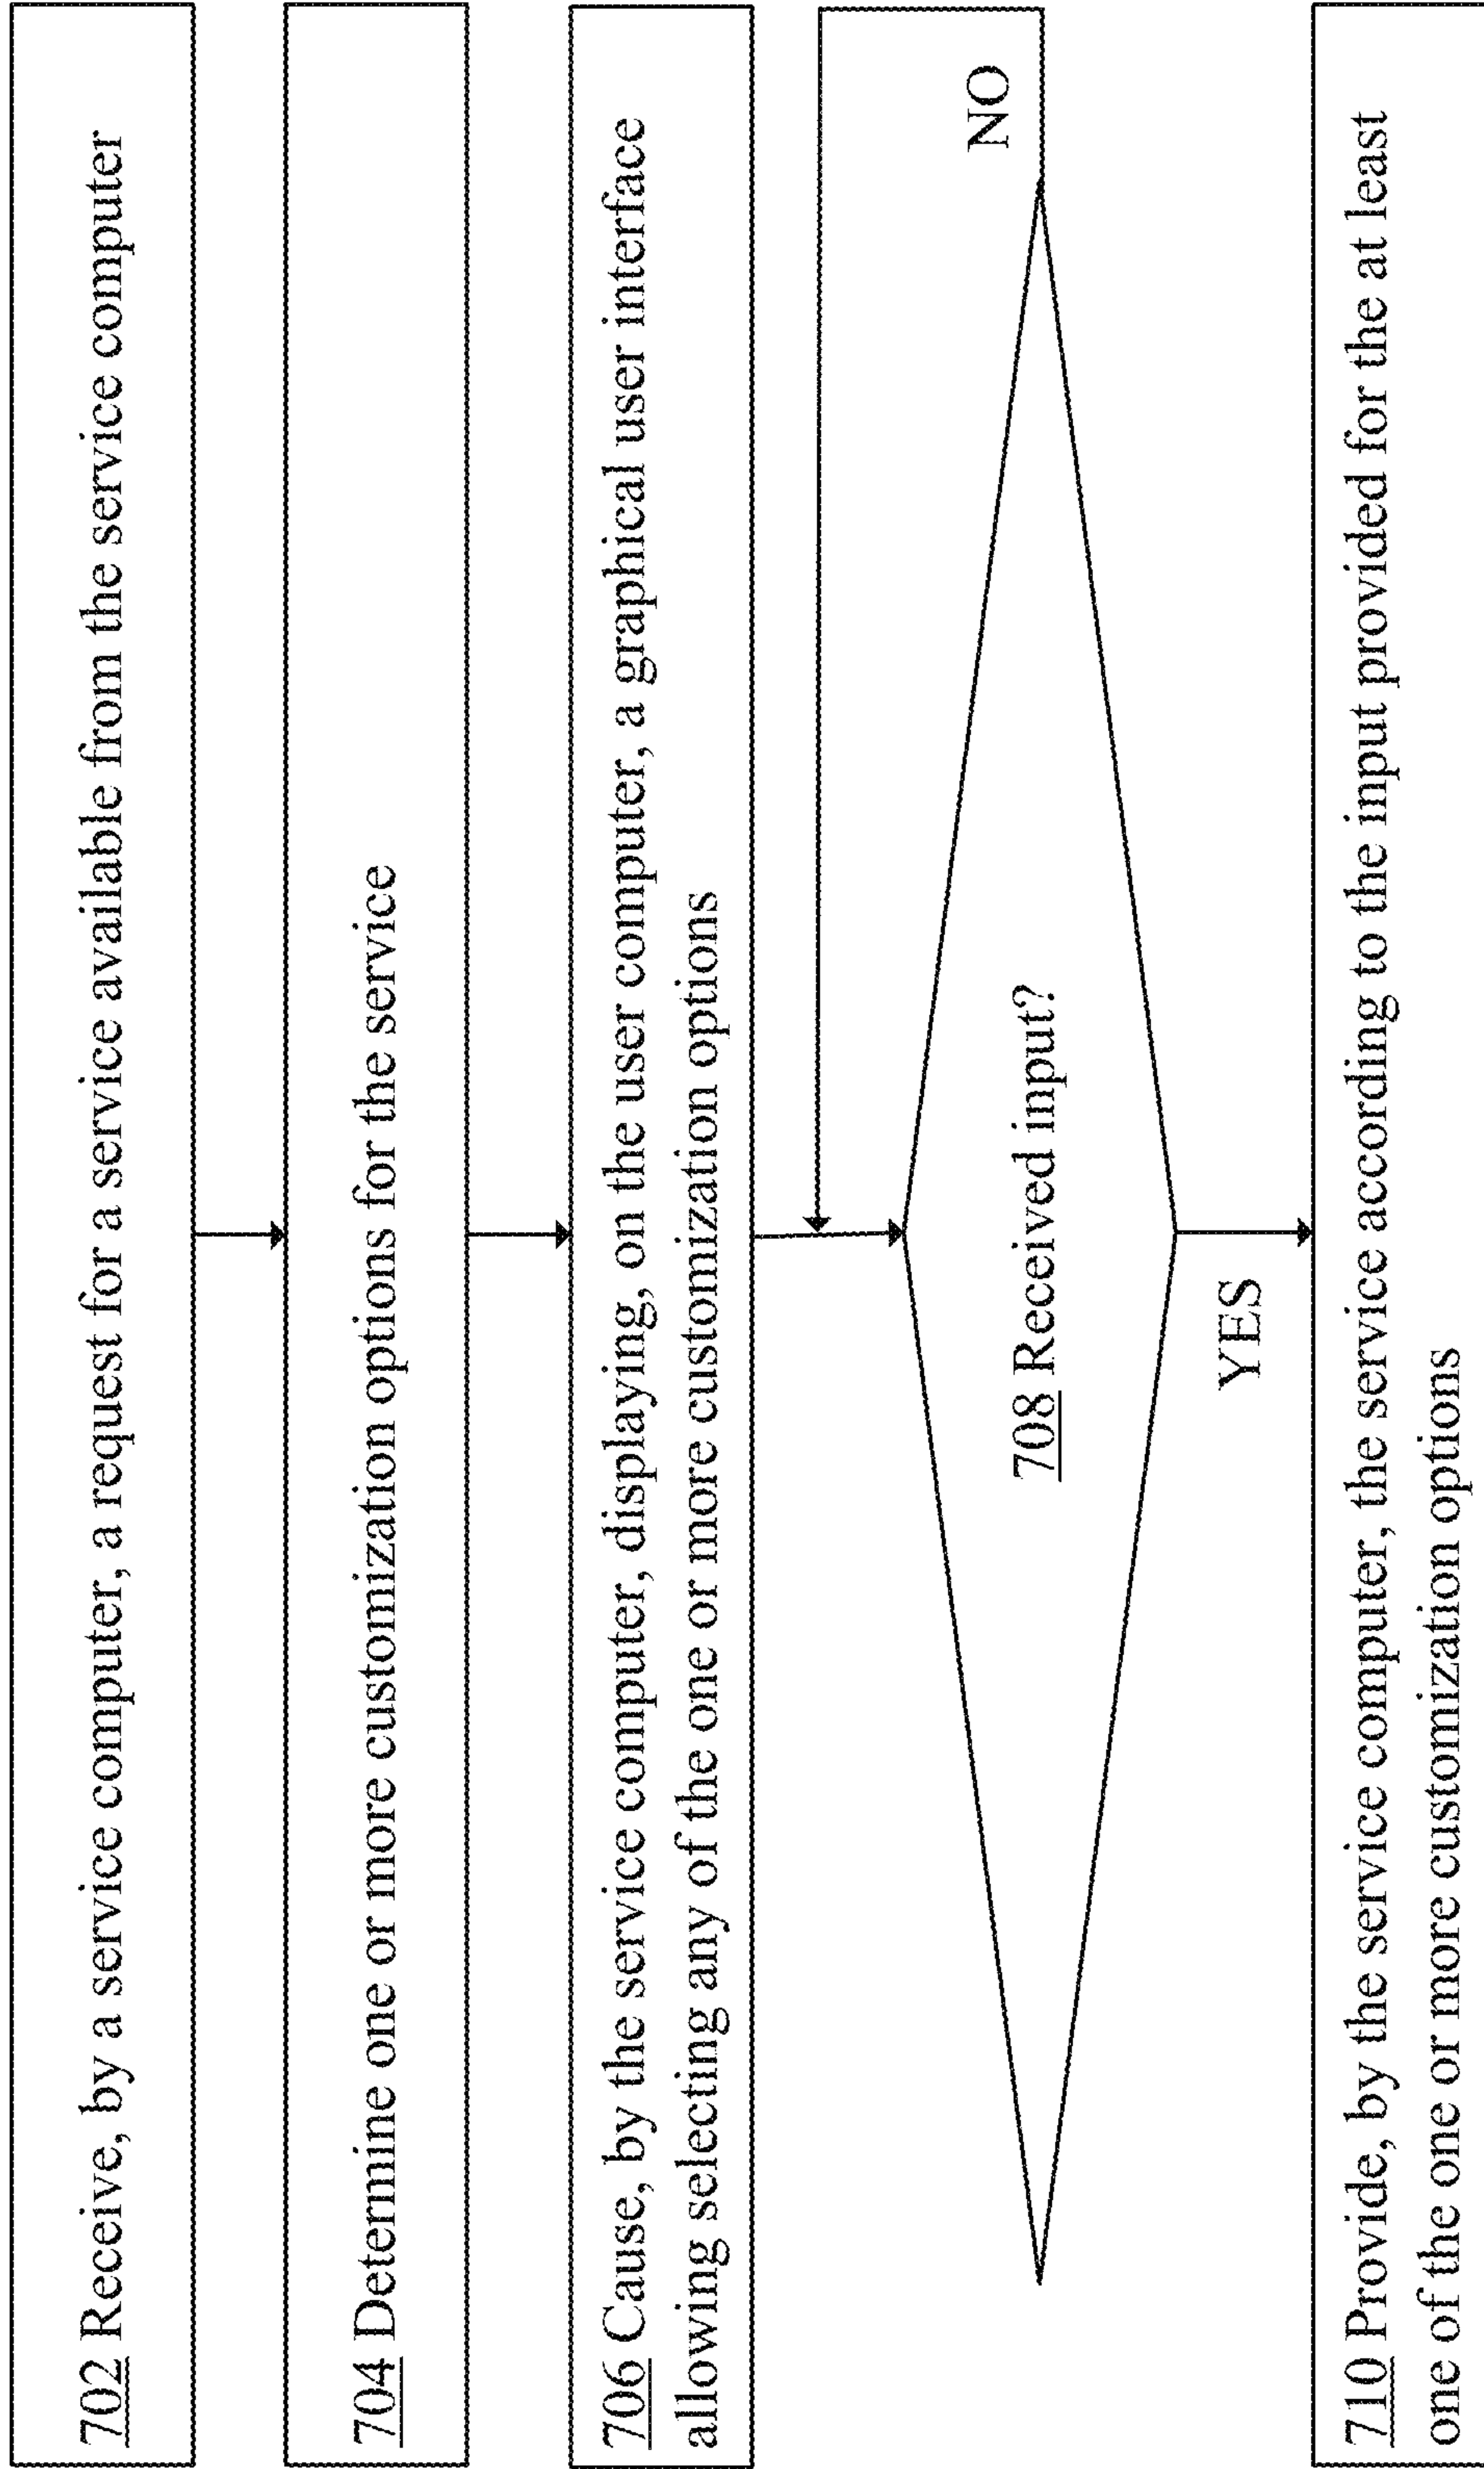 702 Receive, by a service computer, a request for a service available from the service computer
704 Determine one or more customization options for the service
706 Cause, by the service computer, displaying, on the user computer, a graphical user interface
allowing selecting any of the one or more customization options
708 Received input?
NO
YES
710 Provide, by the service computer, the service according to the input provided for the at least
one of the one or more customization options